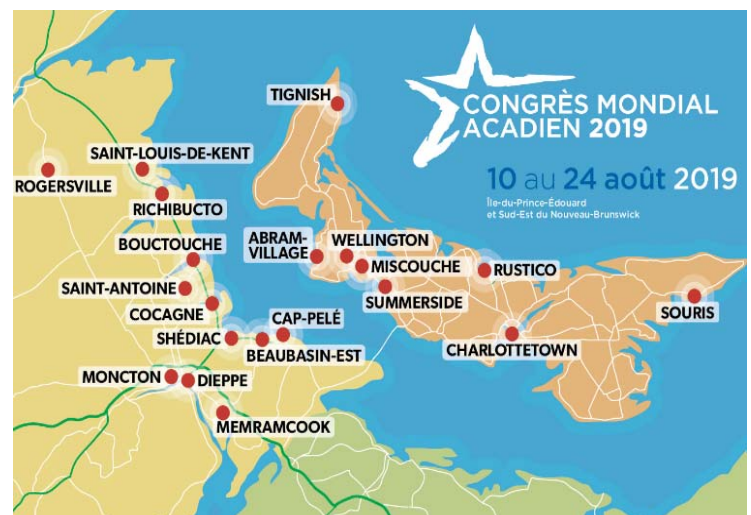 TIGNISH
CONGRÈS MONDIAL
ACADIEN 2019
10 au 24 août 2019
Île-du-Prince-Édouard
et Sud-Est du Nouveau-Brunswick
SAINT-LOUIS-DE-KENT
ROGERSVILLE
RICHIBUCTO
BOUCTOUCHE
ABRAM-
VILLAGE
WELLINGTON
MISCOUCHE
RUSTICO
SAINT-ANTOINE
SUMMERSIDE
COCAGNE
SOURIS
CAP-PELÉ
SHÉDIAC
BEAUBASIN-EST
CHARLOTTETOWN
MONCTON
DIEPPE
MEMRAMCOOK